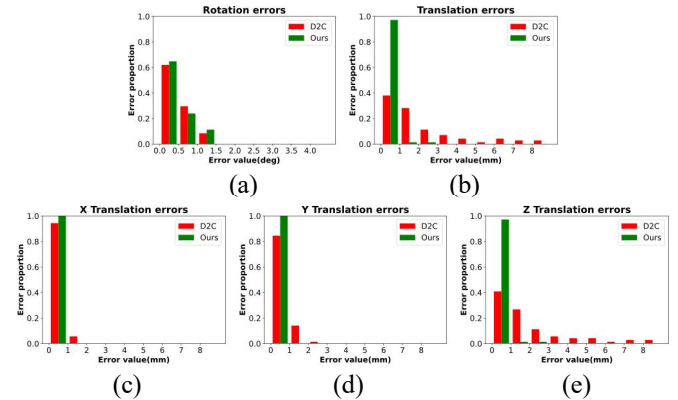 Rotation errors
Error proportion
1.0
0.8
0.6
0.4
0.2
0.0
D2C
Ours
0.0 0.5 1.0 1.5 2.0 2.5 3.0 3.5 4.0
Error value(deg)
(a)
Translation errors
Error proportion
1.0
0.8
0.6
0.4
0.2
0.0
D2C
Ours
0 1 2 3 4 5 6 7 8
Error value(mm)
(b)
X Translation errors
Error proportion
1.0
0.8
0.6
0.4
0.2
0.0
D2C
Ours
0 1 2 3 4 5 6 7 8
Error value(mm)
(c)
Y Translation errors
Error proportion
1.0
0.8
0.6
0.4
0.2
0.0
D2C
Ours
0 1 2 3 4 5 6 7 8
Error value(mm)
(d)
Z Translation errors
Error proportion
1.0
0.8
0.6
0.4
0.2
0.0
D2C
Ours
0 1 2 3 4 5 6 7 8
Error value(mm)
(e)